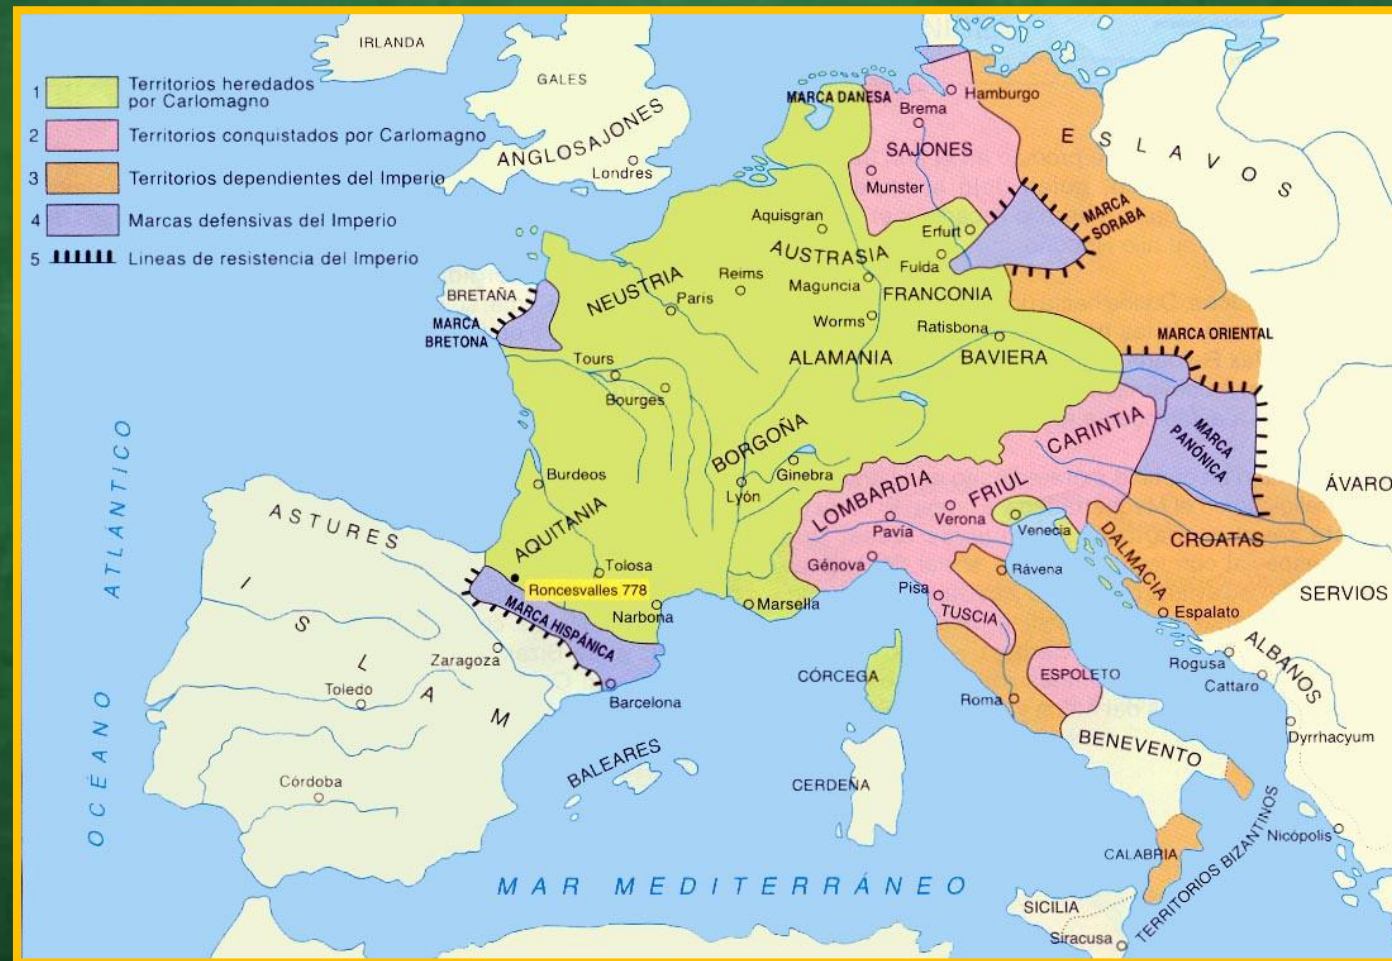 1 Territorios heredados
por Carlomagno
2 Territorios conquistados por Carlomagno
3 Territorios dependientes del Imperio
4 Marcas defensivas del Imperio
5 Lineas de resistencia del Imperio
IRLANDA
GALES
ANGLOSAJONES
Londres
MARCA DANESA
Hamburgo
Brema
SAJONES
Munster
ESLAVOS
MARCA
SORABA
Aquisgran
Erfurt
AUSTRASIA
Fulda
NEUSTRIA
Reims
Maguncia
FRANCONIA
BRETAÑA
París
MARCA
BRETONA
Worms
Ratisbona
MARCA ORIENTAL
Tours
ALAMANIA
BAVIERA
Bourges
BORGOÑA
CARINTIA
MARCA
PANÓNICA
Burdeos
Ginebra
Lyón
LOMBARDIA
FRIUL
ÁVARO
OCÉANO ATLÁNTICO
ASTURES
AQUITANIA
Pavía
Verona
Venecia
DALMACIA
CROATAS
Tolosa
Génova
Rávena
Roncesvalles 778
SERVIOS
ISLAM
MARCA HISPÁNICA
Narbona
Marsella
Pisa
TUSCIA
Espalato
Zaragoza
ALBANOS
Rogusa
Toledo
CÓRCEGA
ESPOLETO
Cattaro
Barcelona
Roma
Dyrrhacyum
BALEARES
BENEVENTO
Córdoba
CERDEÑA
Nicópolis
CALABRIA
TERRITORIOS BIZANTINOS
MAR MEDITERRÁNEO
SICILIA
Siracusa